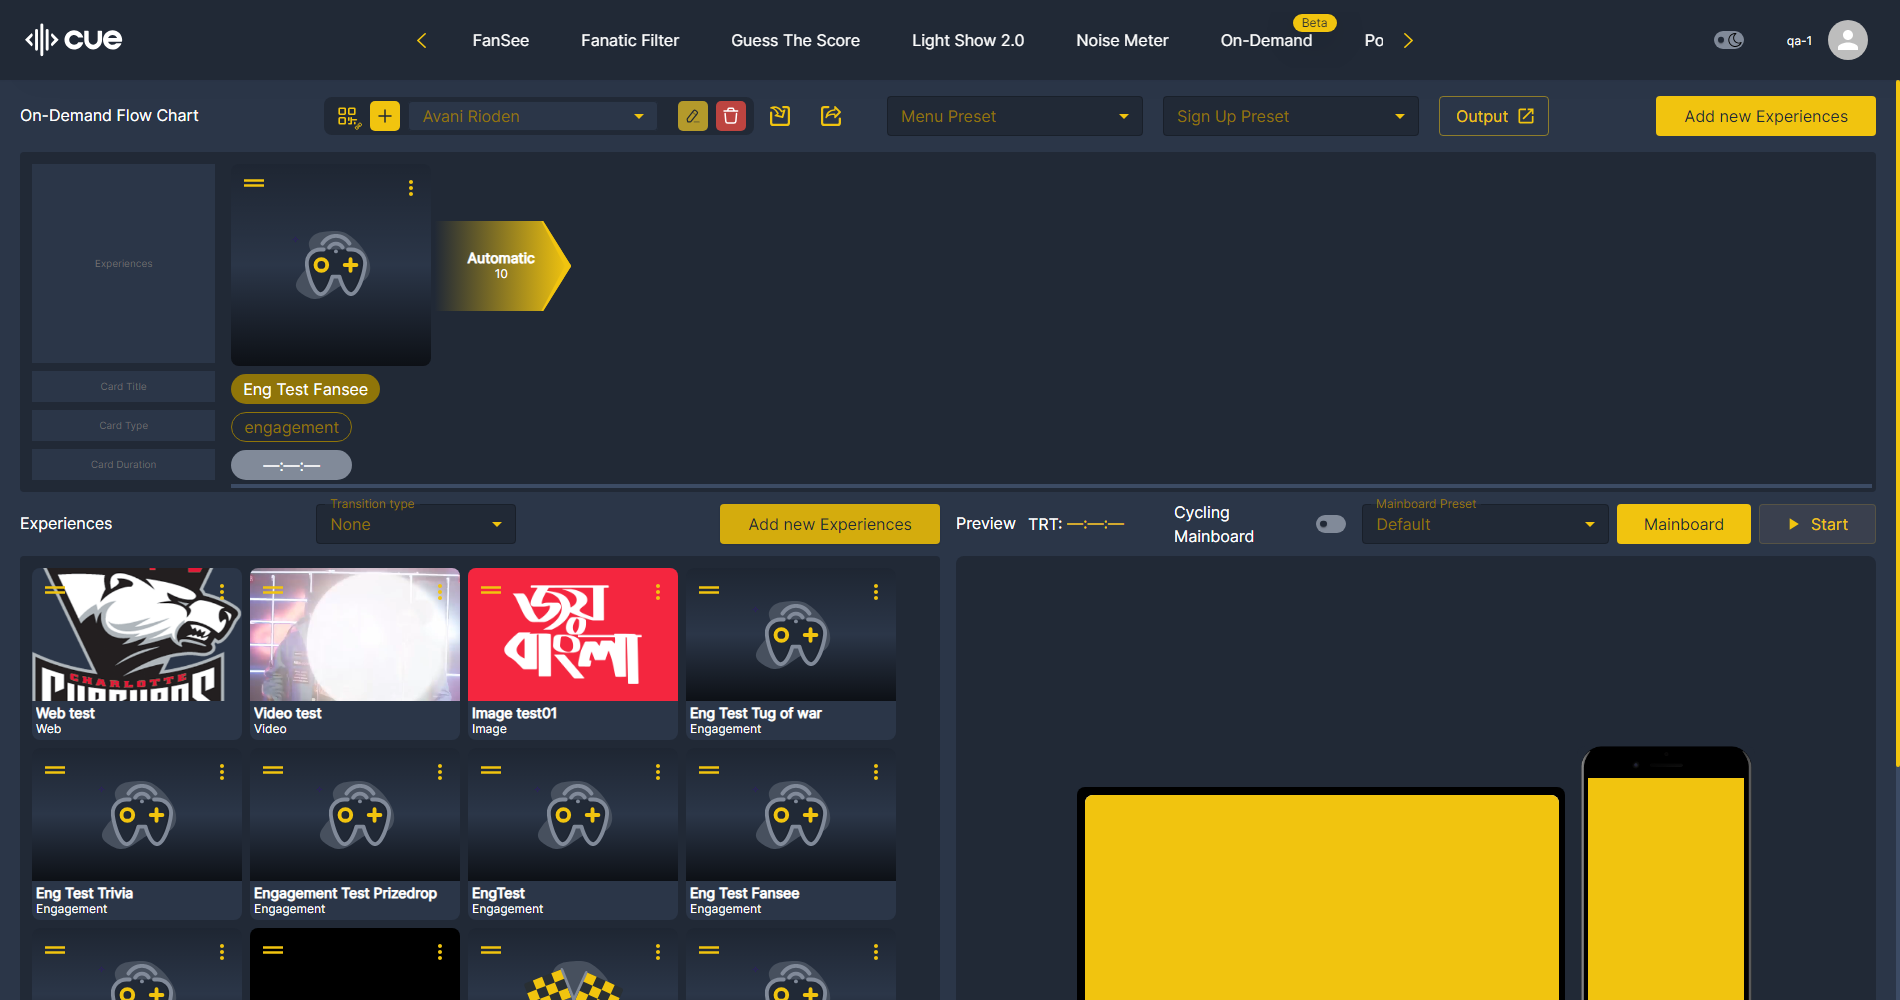 cue
FanSee
Fanatic Filter
Guess The Score
Light Show 2.0
Noise Meter
On-Demand
Beta
Po
qa-1
On-Demand Flow Chart
Avani Rioden
Menu Preset
Sign Up Preset
Output
Add new Experiences
Experiences
Automatic
10
Card Title
Eng Test Fansee
Card Type
engagement
Card Duration
—:—:—
Experiences
Transition type
None
Add new Experiences
Preview
TRT: —:—:—
Cycling
Mainboard
Mainboard Preset
Default
Mainboard
Start
CHARLOTTE
জয়
বাংলা
Web test
Web
Video test
Video
Image test01
Image
Eng Test Tug of war
Engagement
Eng Test Trivia
Engagement
Engagement Test Prizedrop
Engagement
EngTest
Engagement
Eng Test Fansee
Engagement